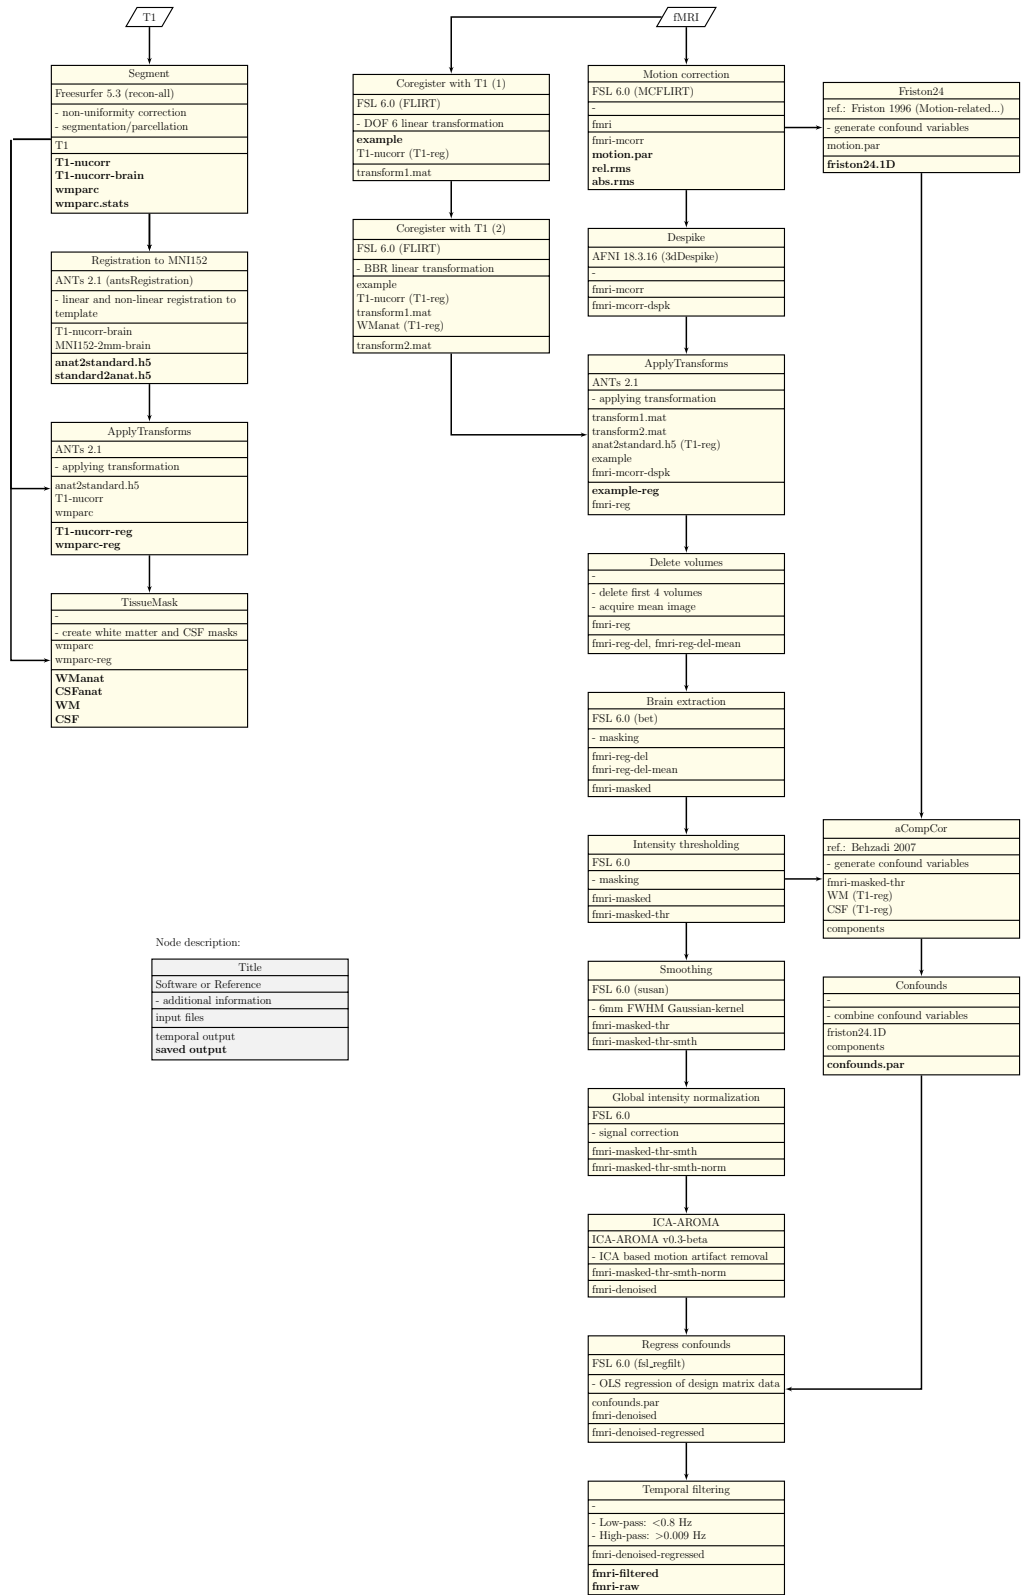 T1
Segment
Freesurfer 5.3 (recon-all)
- non-uniformity correction
- segmentation/parcellation
T1
T1-nucorr
T1-nucorr-brain
wmparc
wmparc.stats
Registration to MNI152
ANTs 2.1 (antsRegistration)
- linear and non-linear registration to
template
T1-nucorr-brain
MNI152-2mm-brain
anat2standard.h5
standard2anat.h5
ApplyTransforms
ANTs 2.1
- applying transformation
anat2standard.h5
T1-nucorr
wmparc
T1-nucorr-reg
wmparc-reg
TissueMask
-
- create white matter and CSF masks
wmparc
wmparc-reg
WManat
CSFanat
WM
CSF
Node description:
Title
Software or Reference
- additional information
input files
temporal output
saved output
fMRI
Coregister with T1 (1)
FSL 6.0 (FLIRT)
- DOF 6 linear transformation
example
T1-nucorr (T1-reg)
transform1.mat
Coregister with T1 (2)
FSL 6.0 (FLIRT)
- BBR linear transformation
example
T1-nucorr (T1-reg)
transform1.mat
WManat (T1-reg)
transform2.mat
Motion correction
FSL 6.0 (MCFLIRT)
-
fmri
fmri-mcorr
motion.par
rel.rms
abs.rms
Despike
AFNI 18.3.16 (3dDespike)
-
fmri-mcorr
fmri-mcorr-dspk
ApplyTransforms
ANTs 2.1
- applying transformation
transform1.mat
transform2.mat
anat2standard.h5 (T1-reg)
example
fmri-mcorr-dspk
example-reg
fmri-reg
Delete volumes
-
- delete first 4 volumes
- acquire mean image
fmri-reg
fmri-reg-del, fmri-reg-del-mean
Brain extraction
FSL 6.0 (bet)
- masking
fmri-reg-del
fmri-reg-del-mean
fmri-masked
Intensity thresholding
FSL 6.0
- masking
fmri-masked
fmri-masked-thr
Smoothing
FSL 6.0 (susan)
- 6mm FWHM Gaussian-kernel
fmri-masked-thr
fmri-masked-thr-smth
Global intensity normalization
FSL 6.0
- signal correction
fmri-masked-thr-smth
fmri-masked-thr-smth-norm
ICA-AROMA
ICA-AROMA v0.3-beta
- ICA based motion artifact removal
fmri-masked-thr-smth-norm
fmri-denoised
Regress confounds
FSL 6.0 (fsl_regfilt)
- OLS regression of design matrix data
confounds.par
fmri-denoised
fmri-denoised-regressed
Temporal filtering
-
- Low-pass: <0.8 Hz
- High-pass: >0.009 Hz
fmri-denoised-regressed
fmri-filtered
fmri-raw
Friston24
ref.: Friston 1996 (Motion-related...)
- generate confound variables
motion.par
friston24.1D
aCompCor
ref.: Behzadi 2007
- generate confound variables
fmri-masked-thr
WM (T1-reg)
CSF (T1-reg)
components
Confounds
-
- combine confound variables
friston24.1D
components
confounds.par